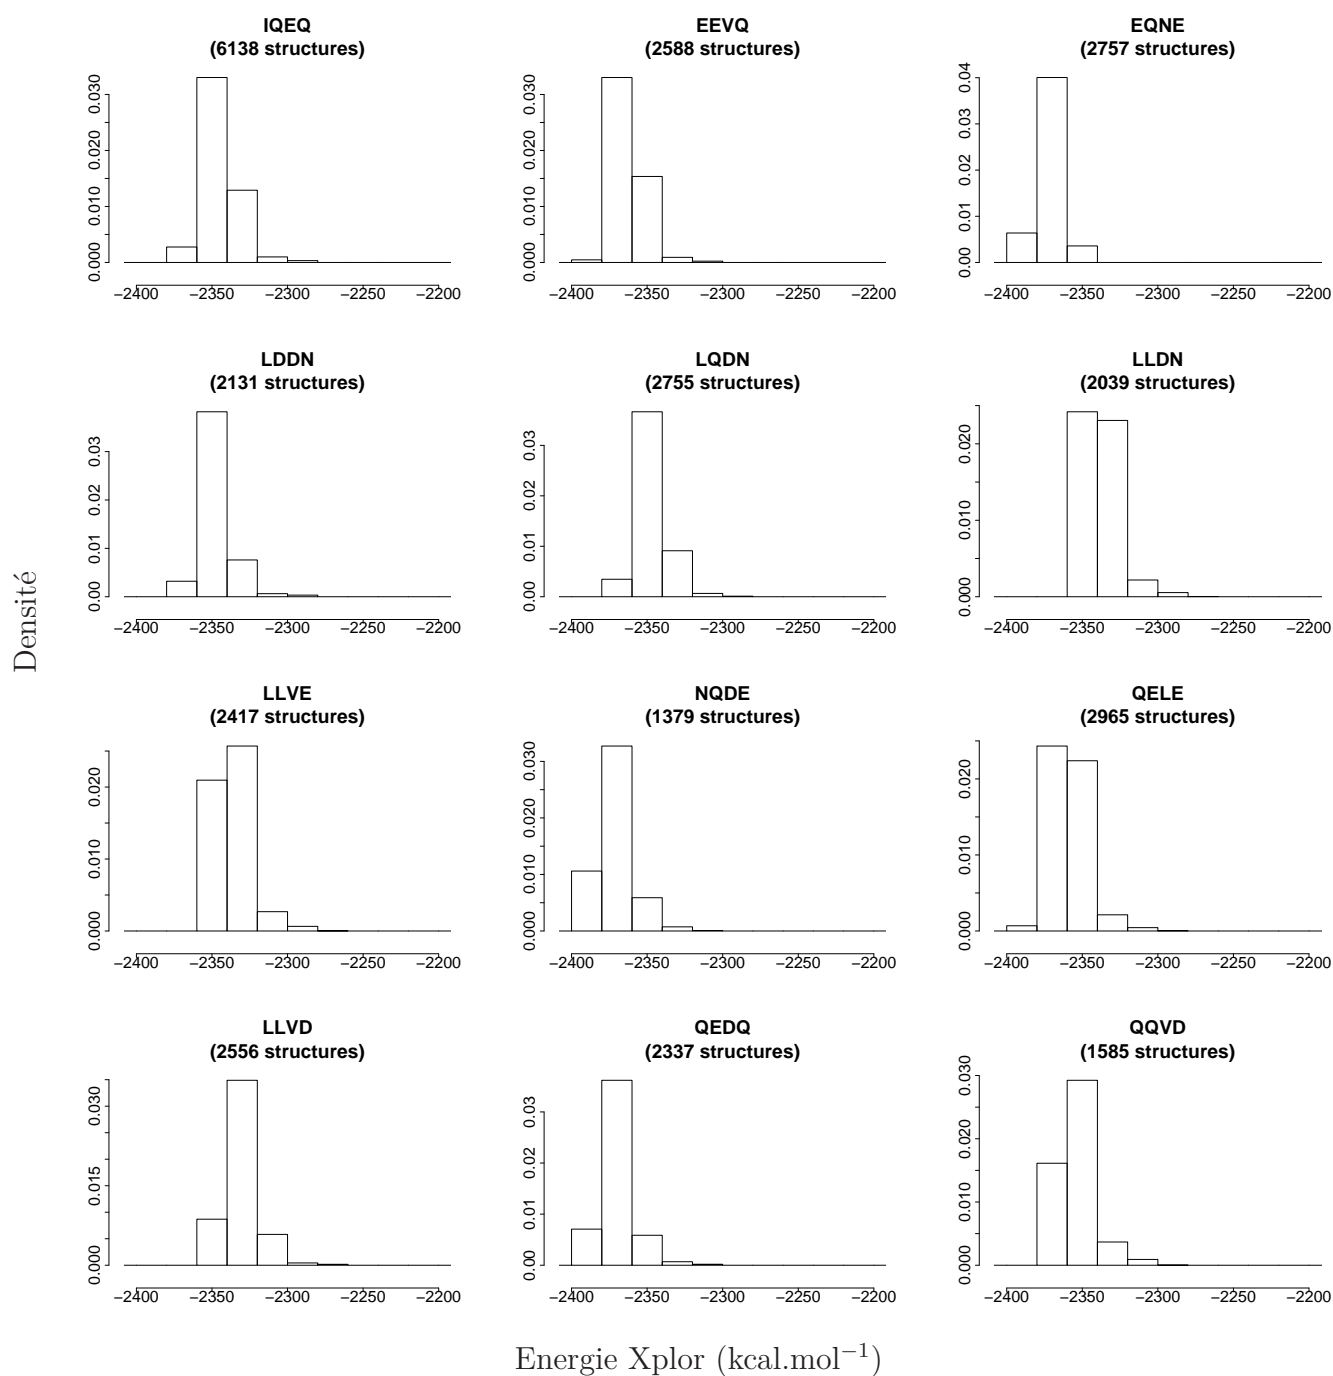 IQEQ
(6138 structures)
0.000 0.010 0.020 0.030
−2400 −2350 −2300 −2250 −2200
EEVQ
(2588 structures)
0.000 0.010 0.020 0.030
−2400 −2350 −2300 −2250 −2200
EQNE
(2757 structures)
0.00 0.01 0.02 0.03 0.04
−2400 −2350 −2300 −2250 −2200
LDDN
(2131 structures)
0.00 0.01 0.02 0.03
−2400 −2350 −2300 −2250 −2200
LQDN
(2755 structures)
0.00 0.01 0.02 0.03
−2400 −2350 −2300 −2250 −2200
LLDN
(2039 structures)
0.000 0.010 0.020
−2400 −2350 −2300 −2250 −2200
Densité
LLVE
(2417 structures)
0.000 0.010 0.020
−2400 −2350 −2300 −2250 −2200
NQDE
(1379 structures)
0.000 0.010 0.020 0.030
−2400 −2350 −2300 −2250 −2200
QELE
(2965 structures)
0.000 0.010 0.020
−2400 −2350 −2300 −2250 −2200
LLVD
(2556 structures)
0.000 0.015 0.030
−2400 −2350 −2300 −2250 −2200
QEDQ
(2337 structures)
0.00 0.01 0.02 0.03
−2400 −2350 −2300 −2250 −2200
QQVD
(1585 structures)
0.000 0.010 0.020 0.030
−2400 −2350 −2300 −2250 −2200
Energie Xplor (kcal.mol⁻¹)